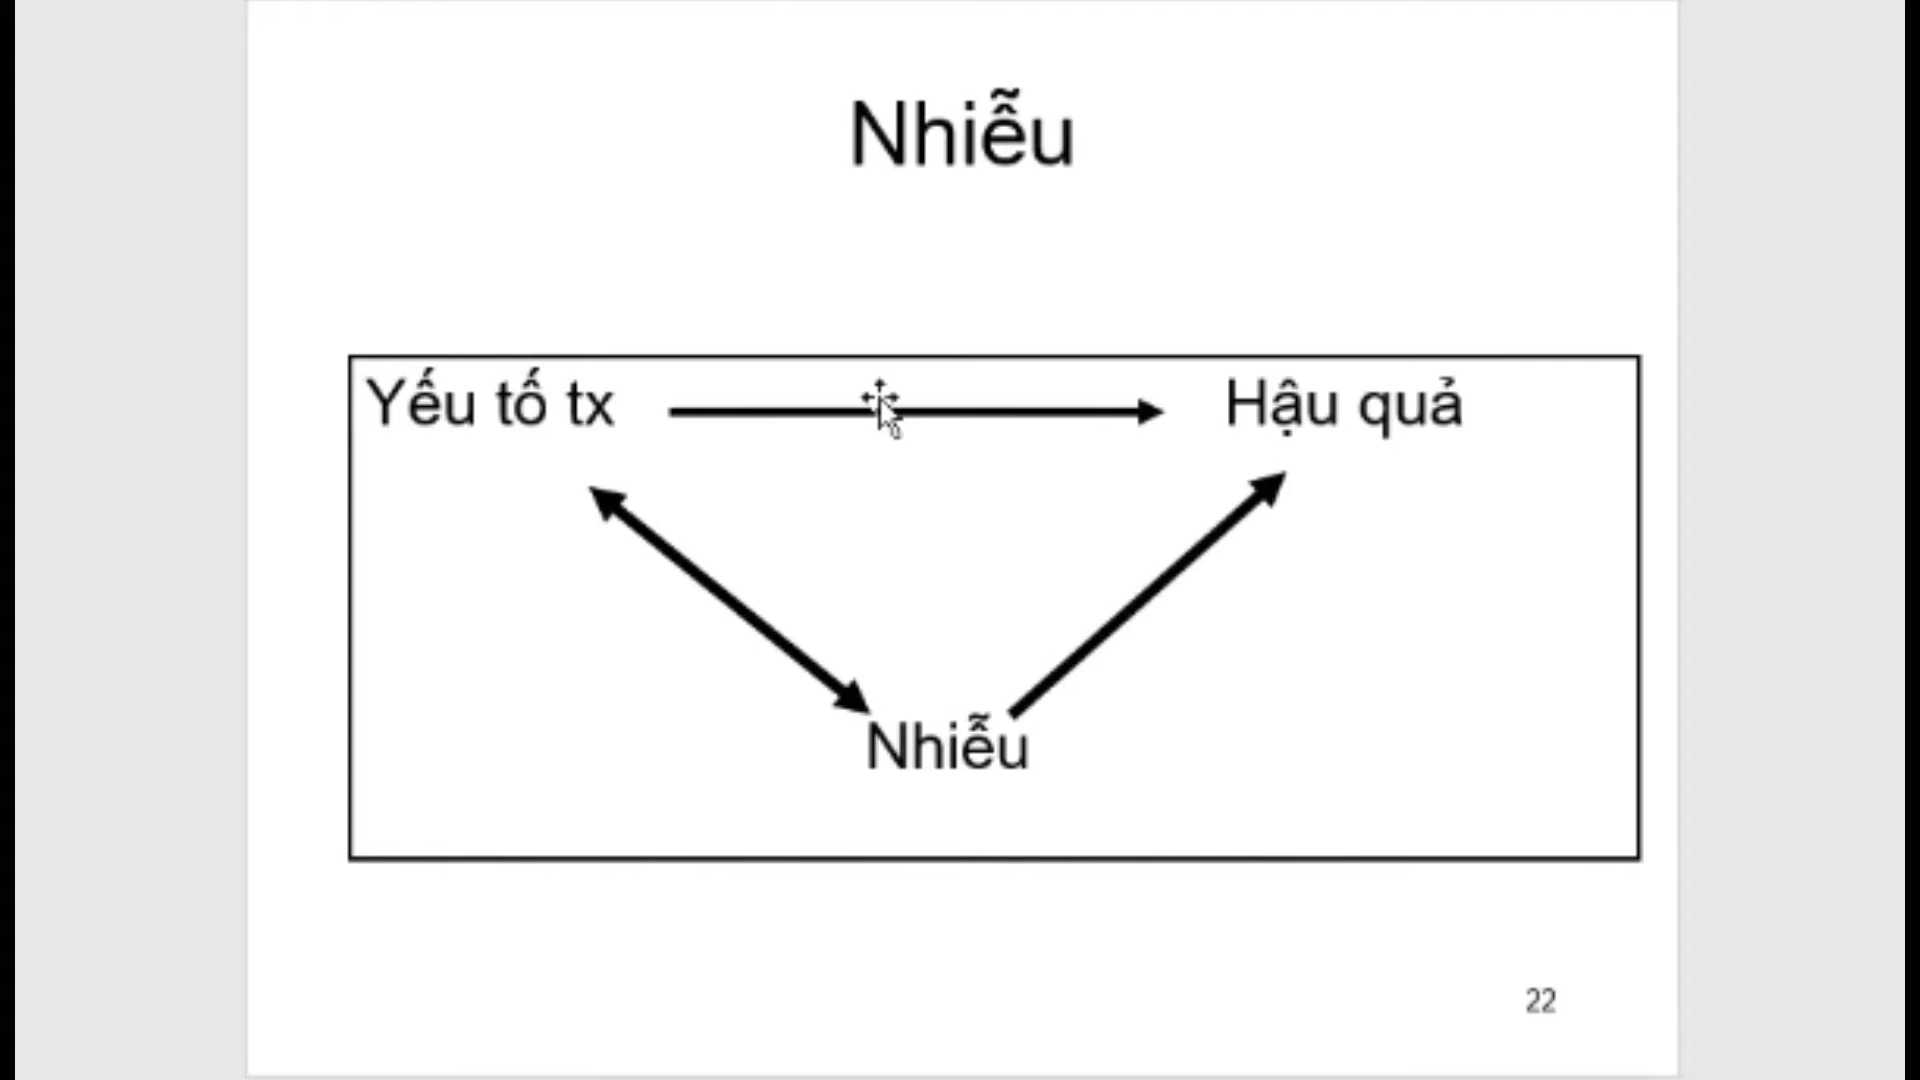 Nhiễu
Yếu tố tx
Hậu quả
Nhiễu
22